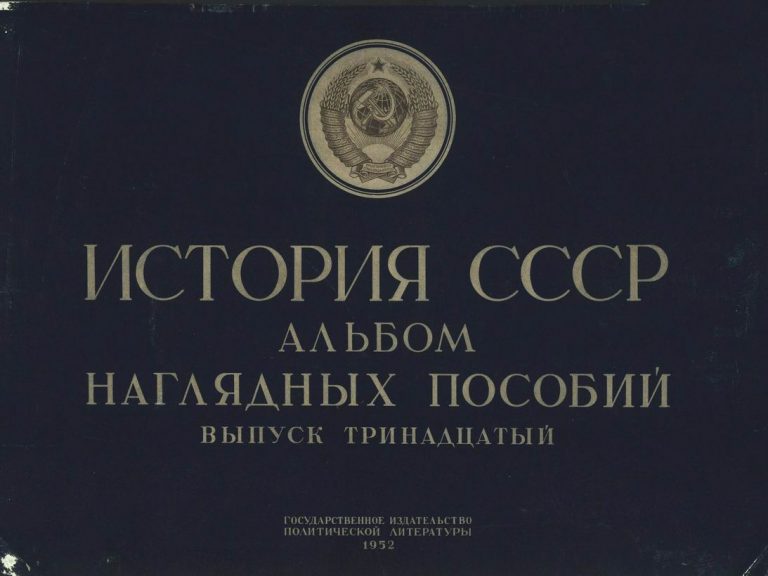 ИСТОРИЯ СССР
АЛЬБОМ
НАГЛЯДНЫХ ПОСОБИЙ
ВЫПУСК ТРИНАДЦАТЫЙ
ГОСУДАРСТВЕННОЕ ИЗДАТЕЛЬСТВО
ПОЛИТИЧЕСКОЙ ЛИТЕРАТУРЫ
1952